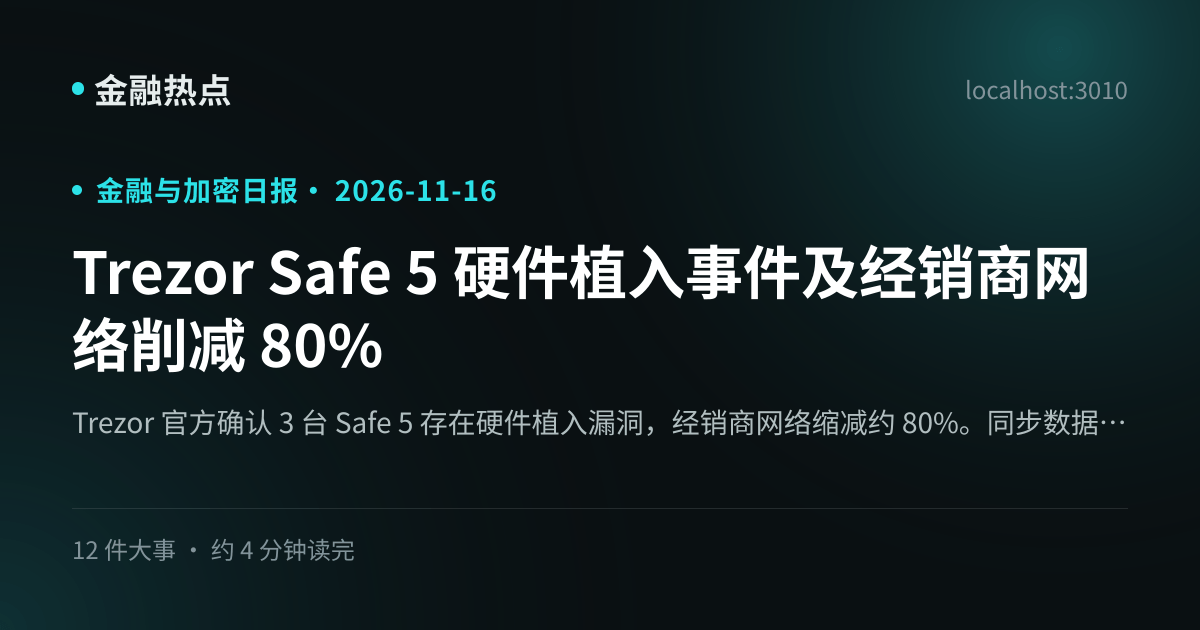 金融热点
localhost:3010
金融与加密日报 · 2026-11-16
Trezor Safe 5 硬件植入事件及经销商网
络削减 80%
Trezor 官方确认 3 台 Safe 5 存在硬件植入漏洞，经销商网络缩减约 80%。同步数据…
12 件大事 · 约 4 分钟读完